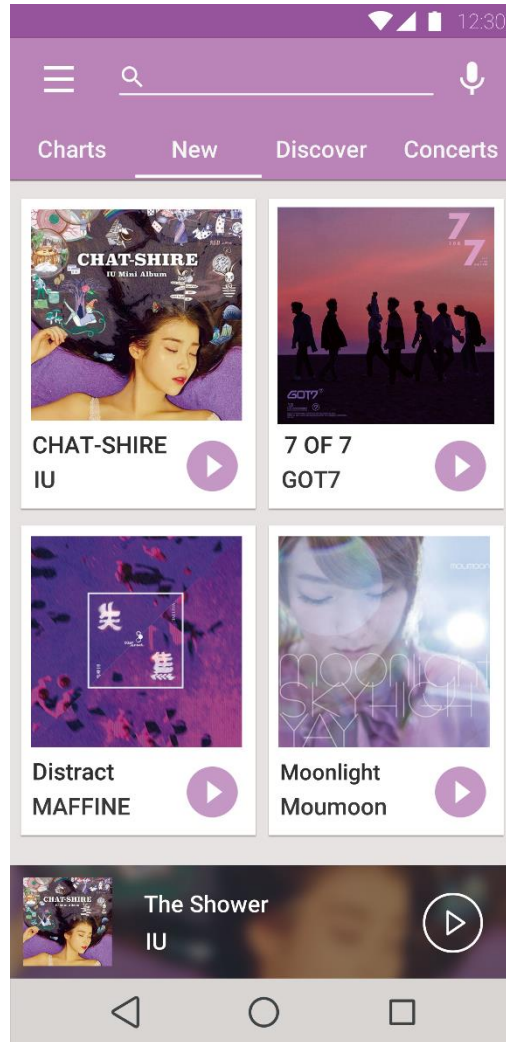 12:30
Charts New Discover Concerts
CHAT-SHIRE
IU Mini Album
CHAT-SHIRE
IU
7
7
GOT7
7 OF 7
GOT7
失
焦
Distract
MAFFINE
moumoon
moonlight
SKY HIGH
YAY
Moonlight
Moumoon
CHAT-SHIRE
The Shower
IU